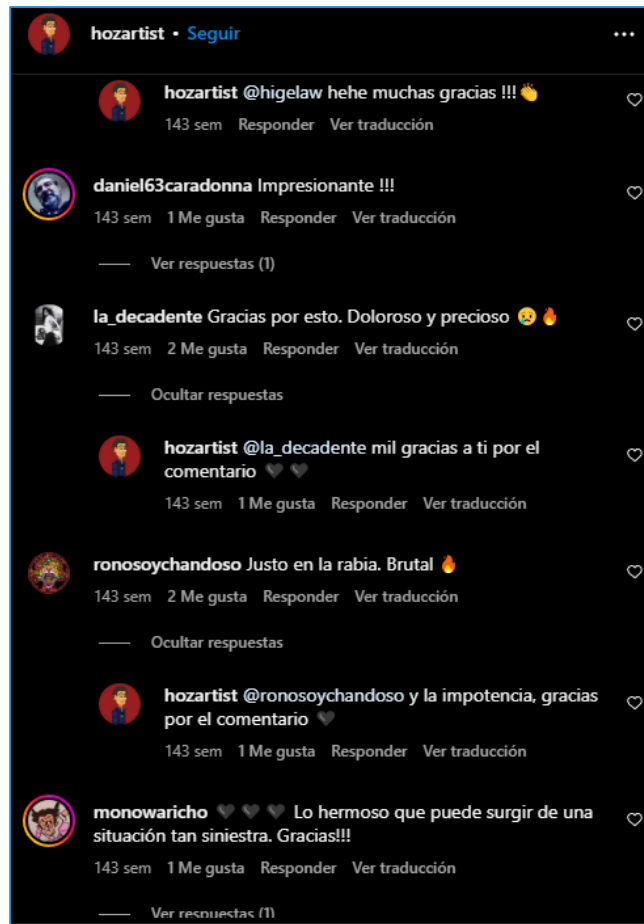 hozartist • Seguir
hozartist @higelaw hehe muchas gracias !!!👏
143 sem Responder Ver traducción
daniel63caradonna Impresionante !!!
143 sem 1 Me gusta Responder Ver traducción
Ver respuestas (1)
la_decadente Gracias por esto. Doloroso y precioso 😢🔥
143 sem 2 Me gusta Responder Ver traducción
Ocultar respuestas
hozartist @la_decadente mil gracias a ti por el
comentario 🖤🖤
143 sem 1 Me gusta Responder Ver traducción
ronosoychandoso Justo en la rabia. Brutal 🔥
143 sem 2 Me gusta Responder Ver traducción
Ocultar respuestas
hozartist @ronosoychandoso y la impotencia, gracias
por el comentario 🖤
143 sem 1 Me gusta Responder Ver traducción
monowaricho 🖤🖤🖤 Lo hermoso que puede surgir de una
situación tan siniestra. Gracias!!!
143 sem 1 Me gusta Responder Ver traducción
Ver respuestas (1)